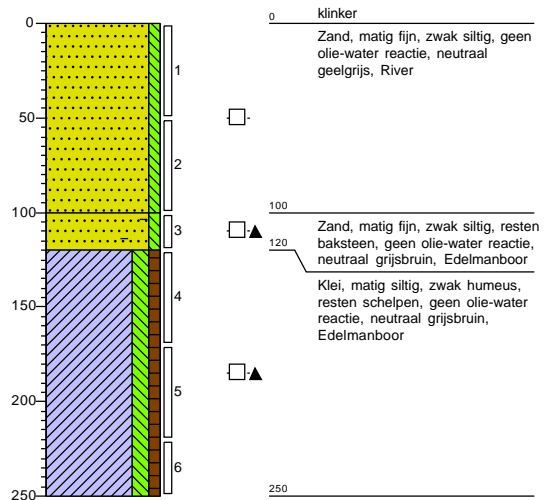 0
50
100
150
200
250
1
2
3
4
5
6
0
klinker
Zand, matig fijn, zwak siltig, geen
olie-water reactie, neutraal
geelgrijs, River
100
Zand, matig fijn, zwak siltig, resten
baksteen, geen olie-water reactie,
neutraal grijsbruin, Edelmanboor
120
Klei, matig siltig, zwak humeus,
resten schelpen, geen olie-water
reactie, neutraal grijsbruin,
Edelmanboor
250